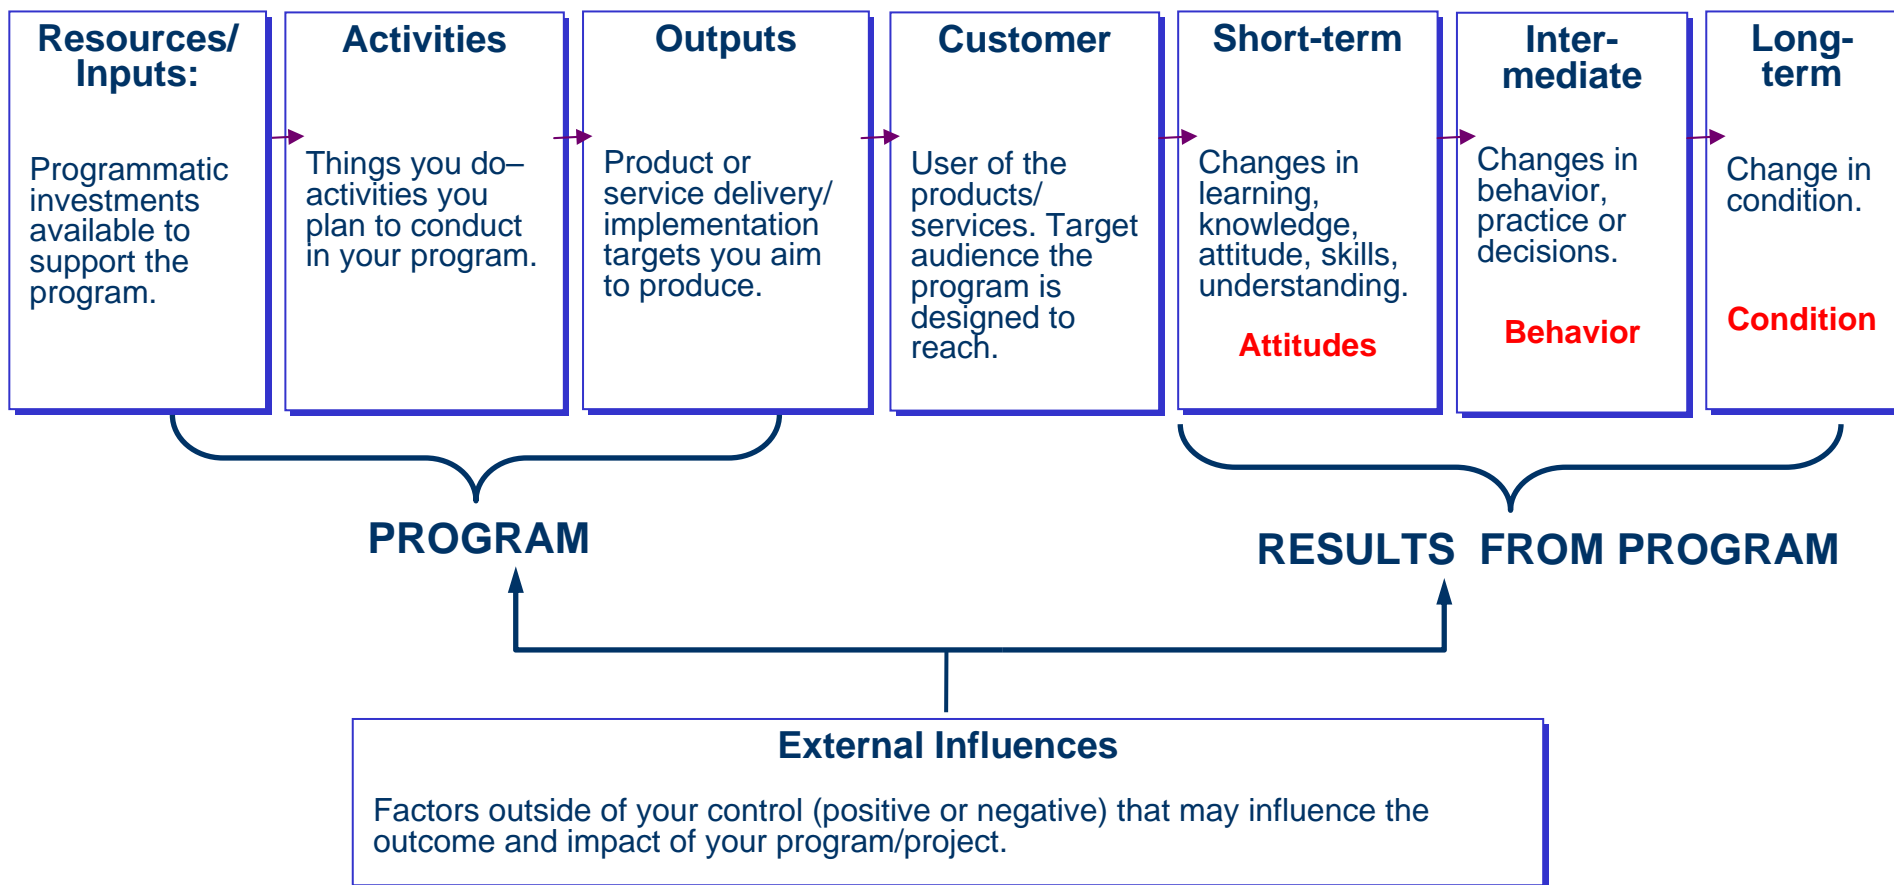 Resources/
Inputs:
Programmatic
investments
available to
support the
program.
Activities
Things you do–
activities you
plan to conduct
in your program.
Outputs
Product or
service delivery/
implementation
targets you aim
to produce.
Customer
User of the
products/
services. Target
audience the
program is
designed to
reach.
Short-term
Changes in
learning,
knowledge,
attitude, skills,
understanding.
Attitudes
Inter-
mediate
Changes in
behavior,
practice or
decisions.
Behavior
Long-
term
Change in
condition.
Condition
PROGRAM
RESULTS FROM PROGRAM
External Influences
Factors outside of your control (positive or negative) that may influence the
outcome and impact of your program/project.